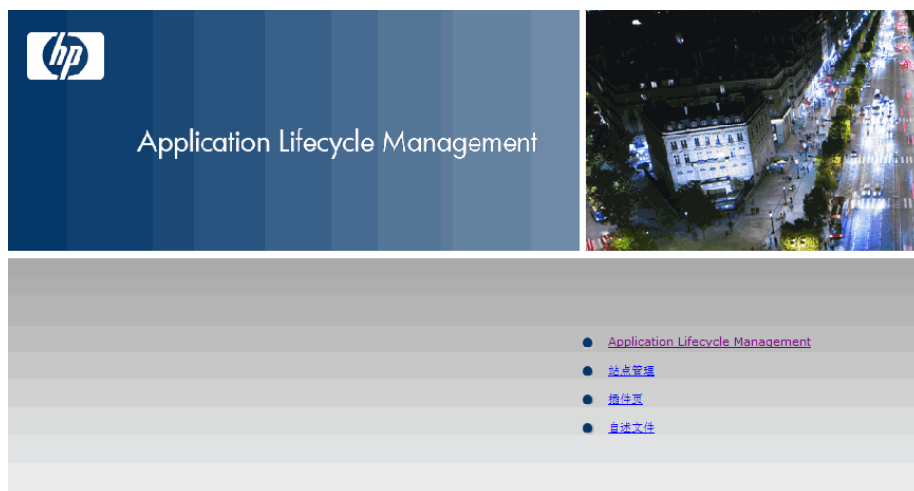 hp
Application Lifecycle Management
Application Lifecycle Management
站点管理
插件页
自述文件